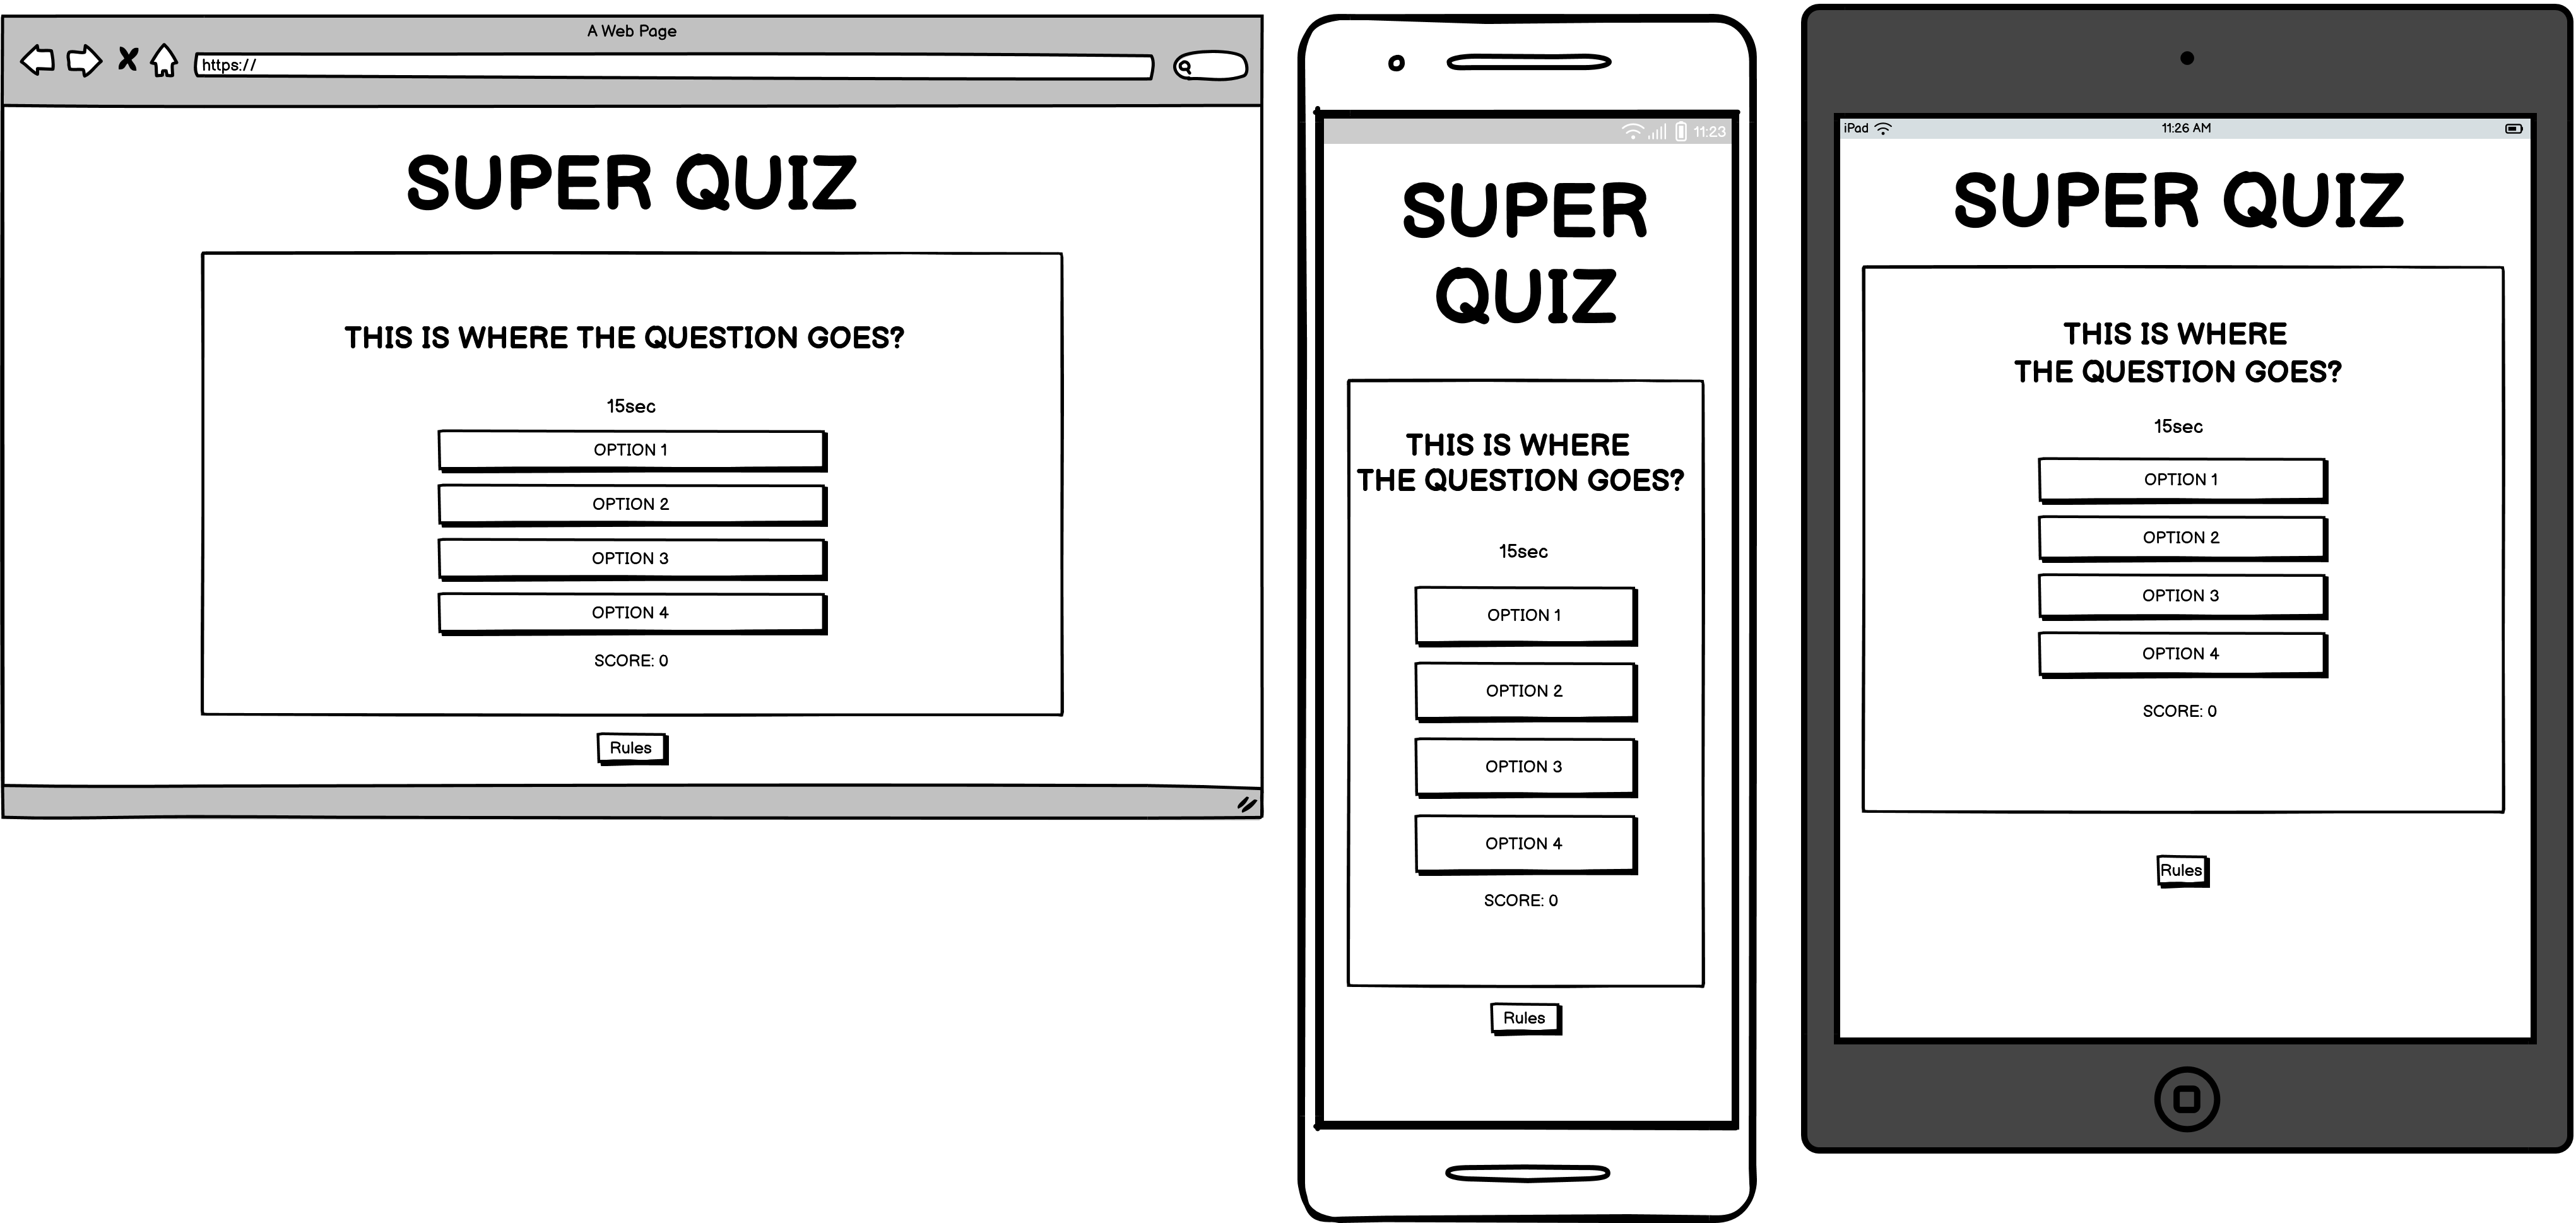 A Web Page
https://
SUPER QUIZ
THIS IS WHERE THE QUESTION GOES?
15sec
OPTION 1
OPTION 2
OPTION 3
OPTION 4
SCORE: 0
Rules
11:23
SUPER
QUIZ
THIS IS WHERE
THE QUESTION GOES?
15sec
OPTION 1
OPTION 2
OPTION 3
OPTION 4
SCORE: 0
Rules
iPad 11:26 AM
SUPER QUIZ
THIS IS WHERE
THE QUESTION GOES?
15sec
OPTION 1
OPTION 2
OPTION 3
OPTION 4
SCORE: 0
Rules